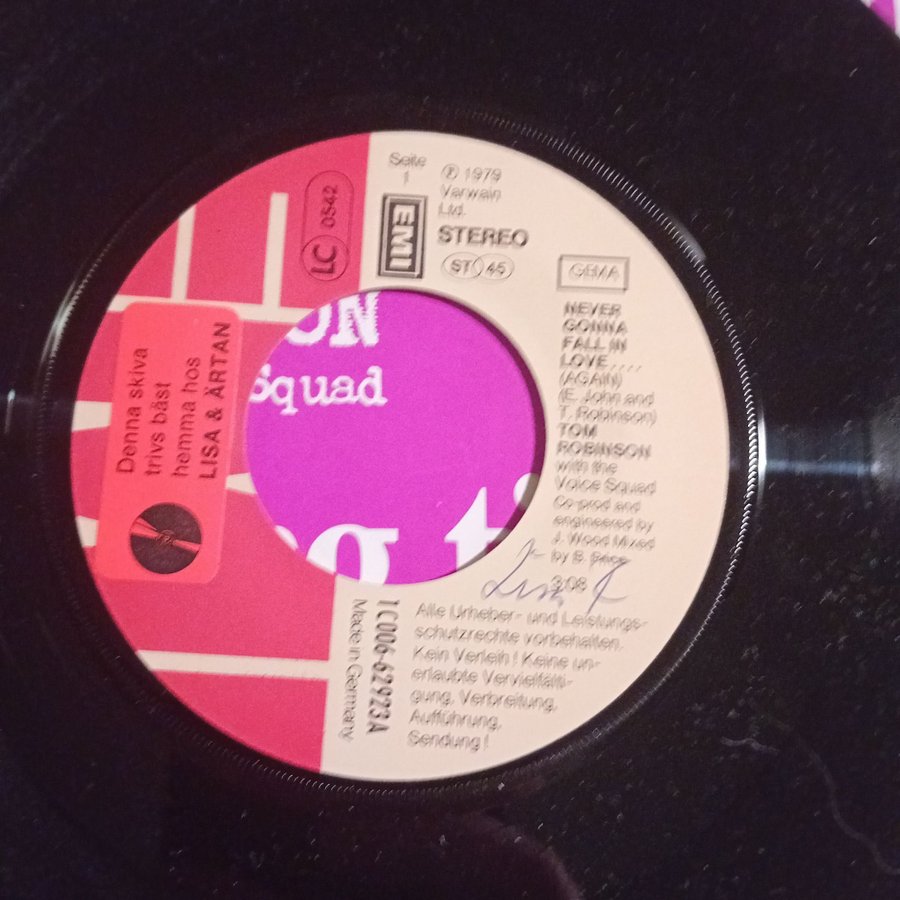 Seite
1
℗ 1979
Varwain
Ltd.
EMI
STEREO
ST 45
GEMA
LC 0542
NEVER
GONNA
FALL IN
LOVE....
(AGAIN)
(E. John and
T. Robinson)
TOM
ROBINSON
with the
Voice Squad
Co-prod and
engineered by
J. Wood Mixed
by
3:08
Alle Urheber- und Leistungs-
schutzrechte vorbehalten.
Kein Verleih! Keine un-
erlaubte Vervielfälti-
gung, Verbreitung,
Aufführung,
Sendung!
1C006-62923A
Made in Germany
Denna skiva
trivs bäst
hemma hos
LISA & ÄRTAN
ON
Squad
g ti